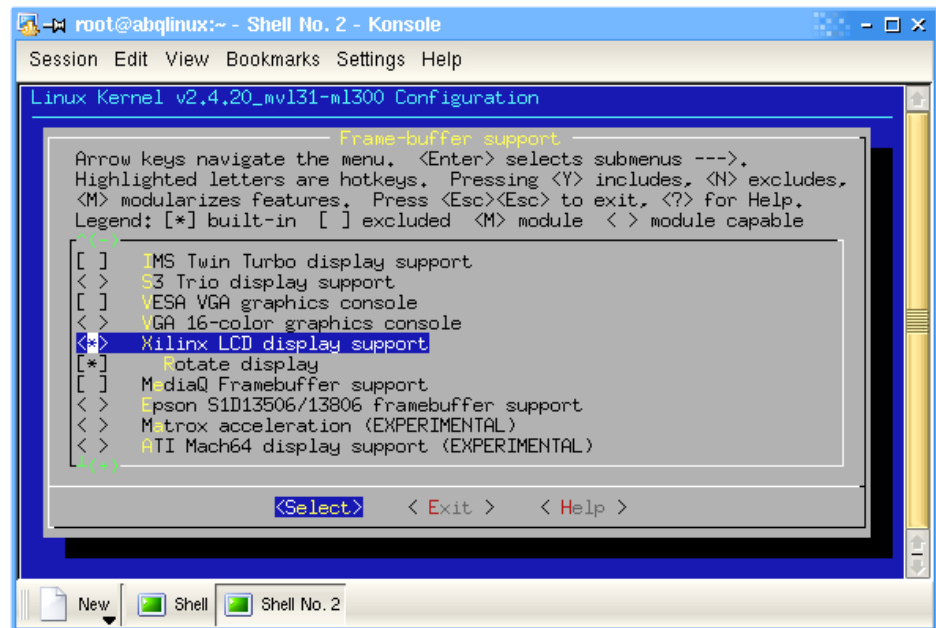 root@abqlinux:~ - Shell No. 2 - Konsole
Session Edit View Bookmarks Settings Help
Linux Kernel v2.4.20_mvl31-ml300 Configuration
Frame-buffer support
Arrow keys navigate the menu. <Enter> selects submenus --->.
Highlighted letters are hotkeys. Pressing <Y> includes, <N> excludes,
<M> modularizes features. Press <Esc><Esc> to exit, <?> for Help.
Legend: [*] built-in [ ] excluded <M> module < > module capable
^(-)
[ ] IMS Twin Turbo display support
< > S3 Trio display support
[ ] VESA VGA graphics console
< > VGA 16-color graphics console
<*> Xilinx LCD display support
[*] Rotate display
[ ] MediaQ Framebuffer support
< > Epson S1D13506/13806 framebuffer support
< > Matrox acceleration (EXPERIMENTAL)
< > ATI Mach64 display support (EXPERIMENTAL)
┴(+)
<Select> < Exit > < Help >
New Shell Shell No. 2